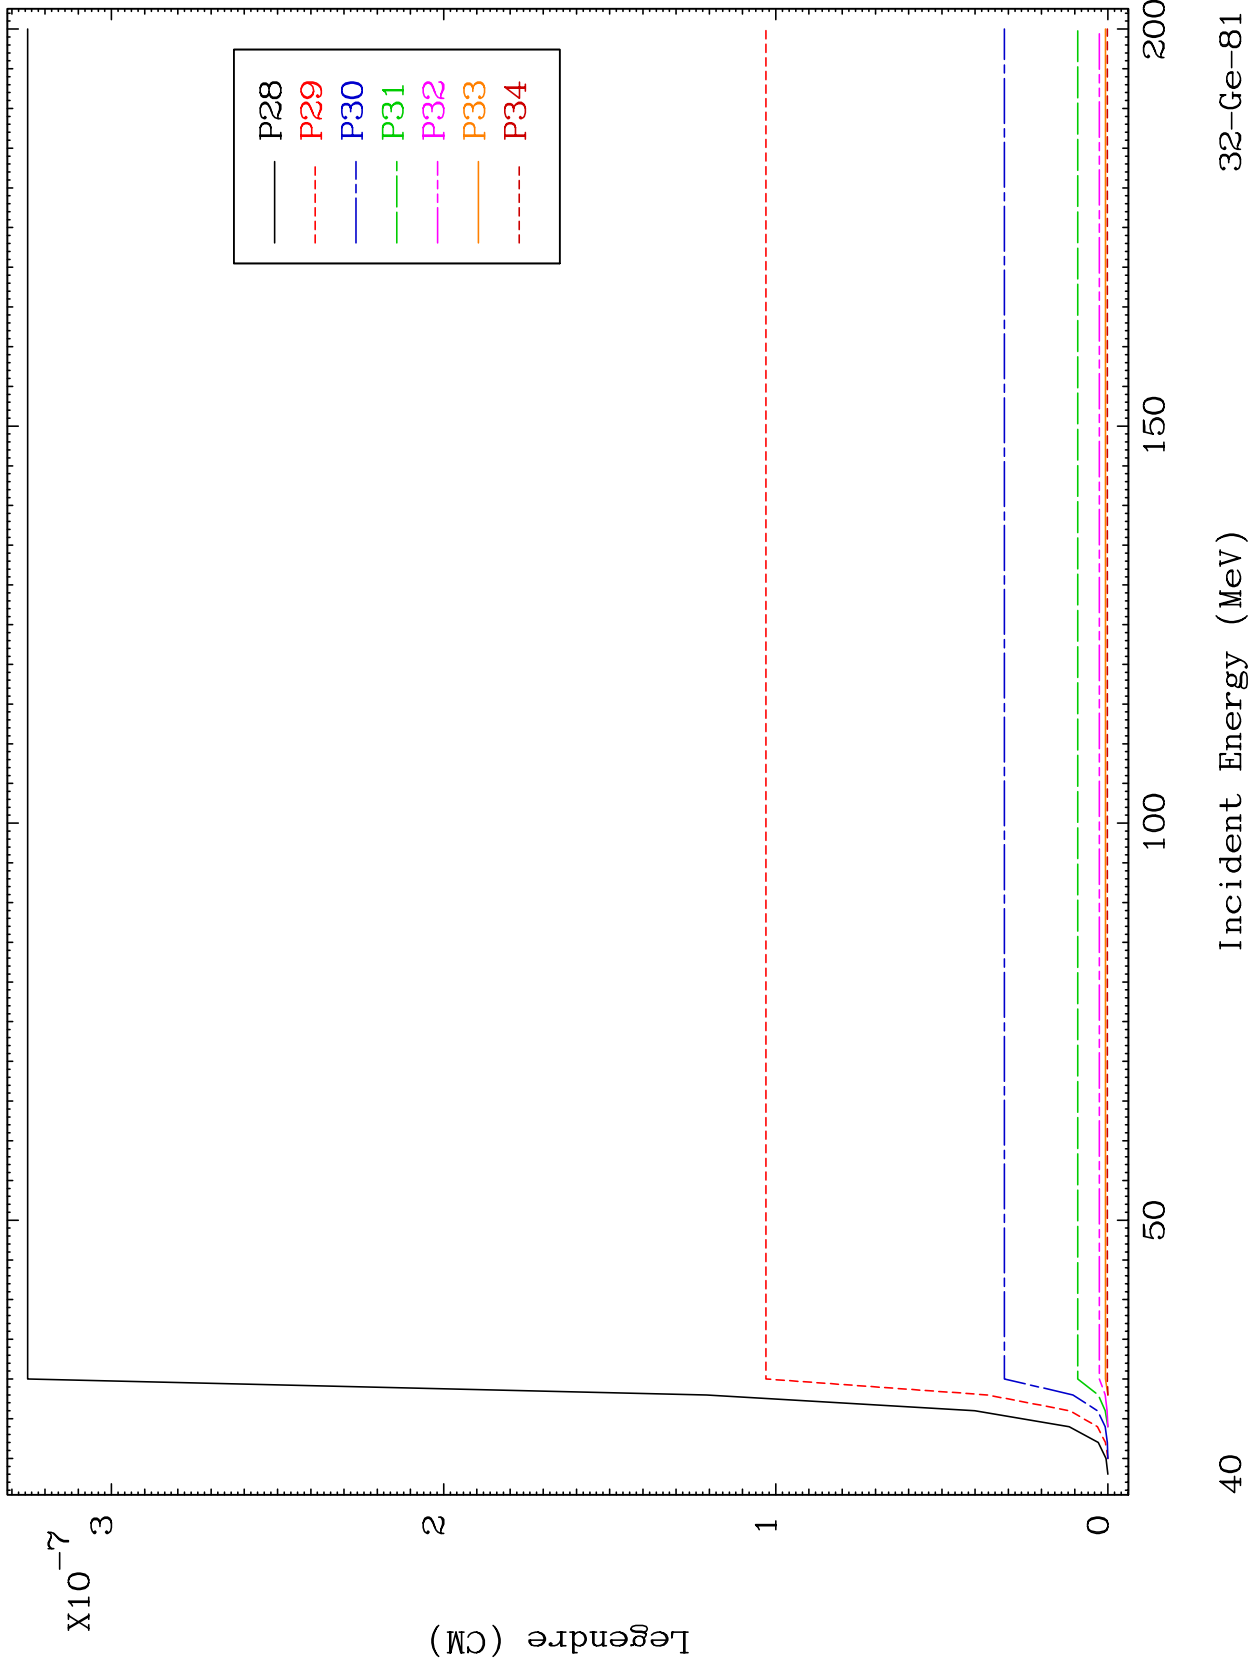 X10-7
3
2
1
0
Legendre (CM)
P28
P29
P30
P31
P32
P33
P34
50
100
150
200
Incident Energy (MeV)
40
32-Ge-81